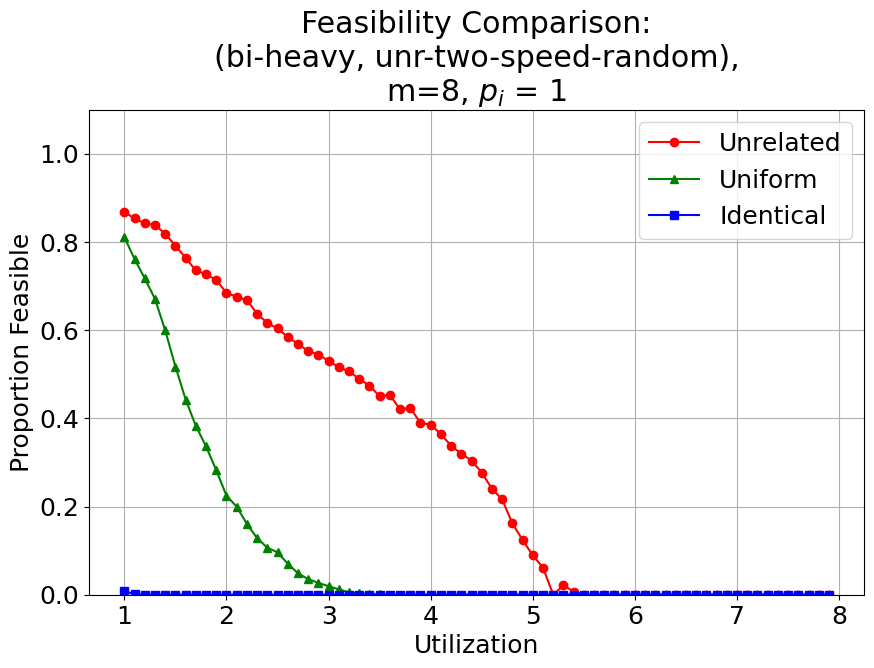 Feasibility Comparison:
(bi-heavy, unr-two-speed-random),
m=8, $p_i$ = 1
Unrelated
Uniform
Identical
Proportion Feasible
1.0
0.8
0.6
0.4
0.2
0.0
1 2 3 4 5 6 7 8
Utilization